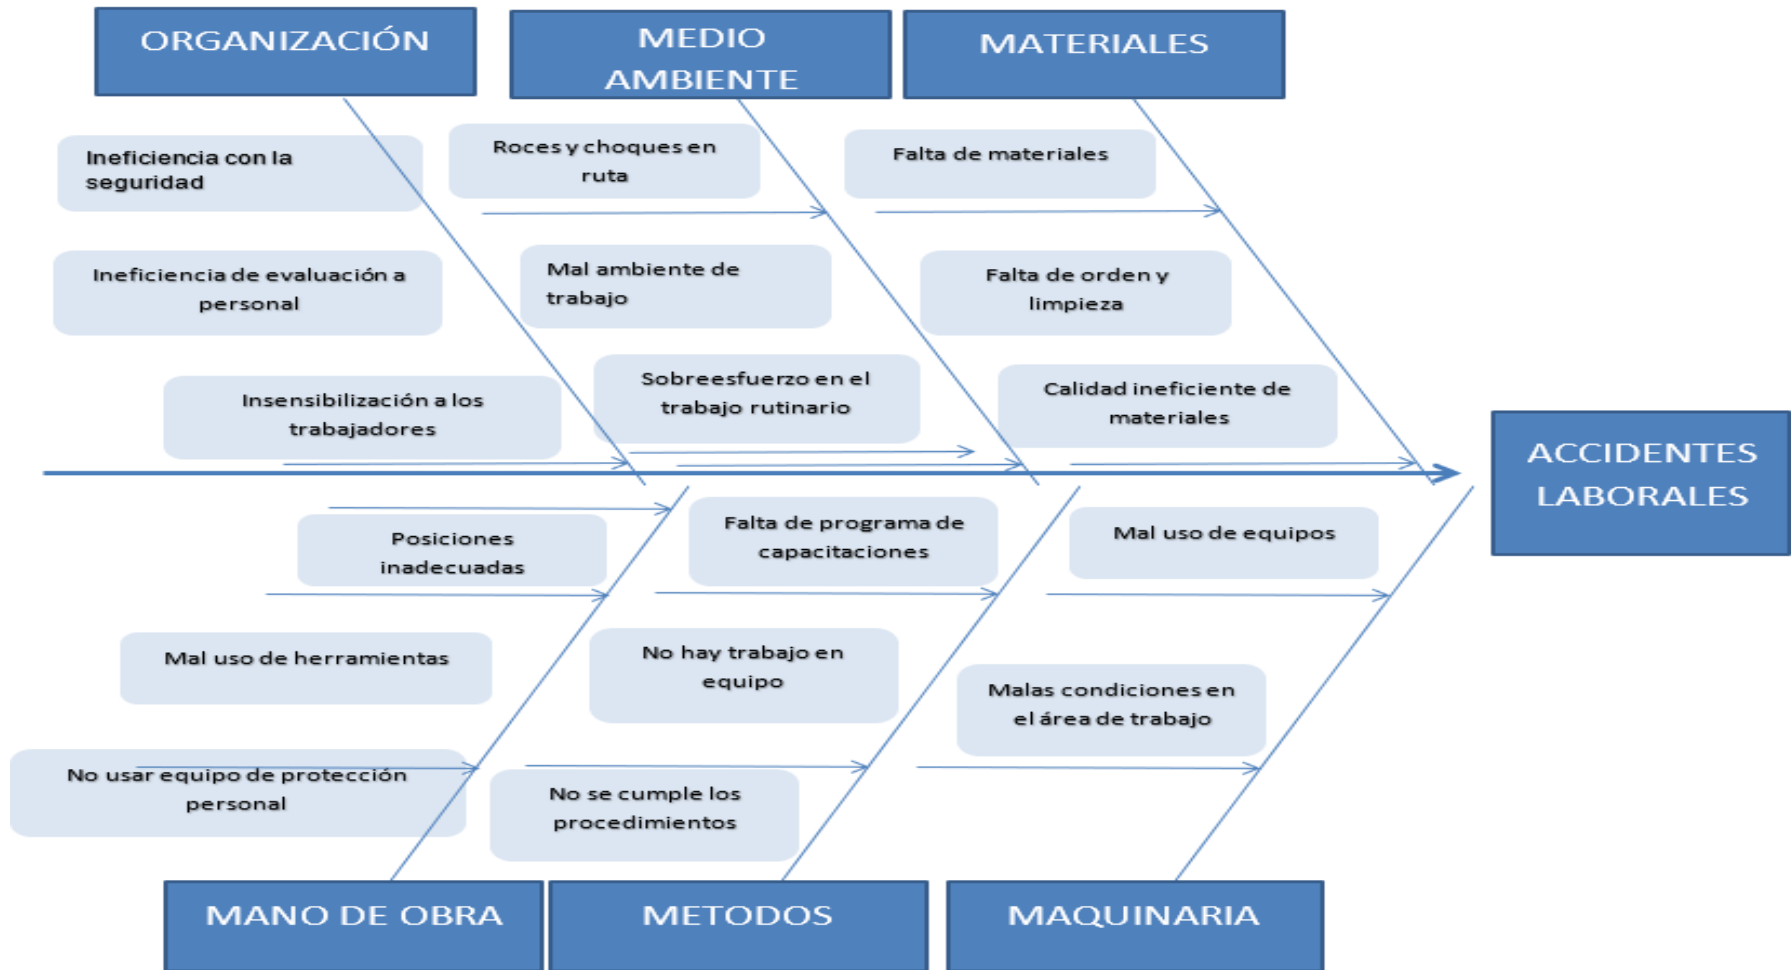 ORGANIZACIÓN
MEDIO
AMBIENTE
MATERIALES
Ineficiencia con la
seguridad
Roces y choques en
ruta
Falta de materiales
Ineficiencia de evaluación a
personal
Mal ambiente de
trabajo
Falta de orden y
limpieza
Insensibilización a los
trabajadores
Sobreesfuerzo en el
trabajo rutinario
Calidad ineficiente de
materiales
ACCIDENTES
LABORALES
Posiciones
inadecuadas
Falta de programa de
capacitaciones
Mal uso de equipos
Mal uso de herramientas
No hay trabajo en
equipo
Malas condiciones en
el área de trabajo
No usar equipo de protección
personal
No se cumple los
procedimientos
MANO DE OBRA
METODOS
MAQUINARIA